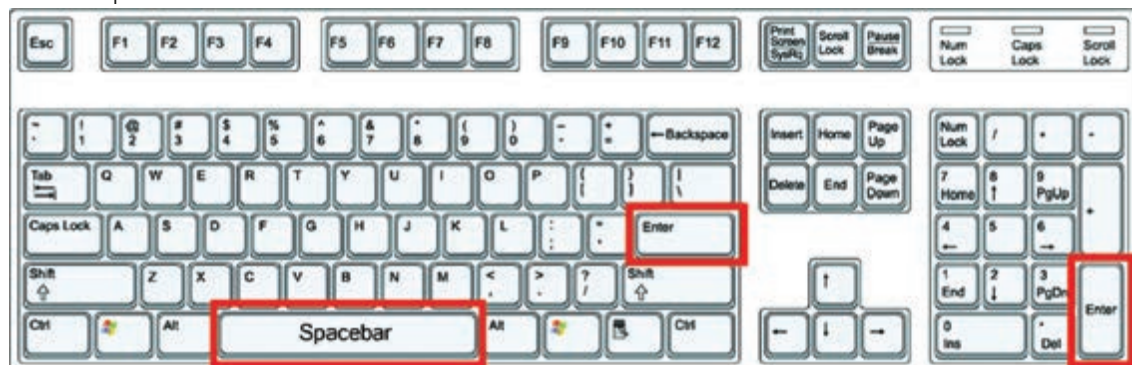 Esc F1 F2 F3 F4 F5 F6 F7 F8 F9 F10 F11 F12 Print Screen SysRq Scroll Lock Pause Break Num Lock Caps Lock Scroll Lock
~ ` ! 1 @ 2 # 3 $ 4 % 5 ^ 6 & 7 * 8 ( 9 ) 0 - + = ←Backspace Insert Home Page Up Num Lock / -
Tab Q W E R T Y U I O P { [ } ] | \ Delete End Page Down 7 Home 8 ↑ 9 PgUp +
Caps Lock A S D F G H J K L : ; Enter 4 ← 5 6 →
Shift Z X C V B N M < , > . ? / Shift ↑ 1 End 2 ↓ 3 PgDn Enter
Ctrl Alt Spacebar Alt Ctrl ← ↓ → 0 Ins . Del